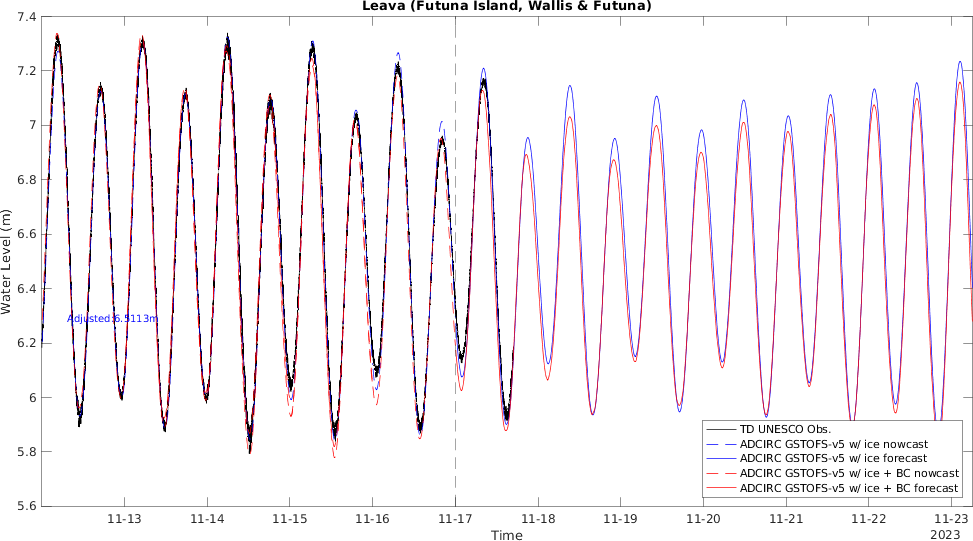 Leava (Futuna Island, Wallis & Futuna)
7.4
7.2
7
6.8
6.6
6.4
6.2
6
5.8
5.6
Water Level (m)
Adjusted:6.5113m
TD UNESCO Obs.
ADCIRC GSTOFS-v5 w/ ice nowcast
ADCIRC GSTOFS-v5 w/ ice forecast
ADCIRC GSTOFS-v5 w/ ice + BC nowcast
ADCIRC GSTOFS-v5 w/ ice + BC forecast
11-13 11-14 11-15 11-16 11-17 11-18 11-19 11-20 11-21 11-22 11-23
Time
2023